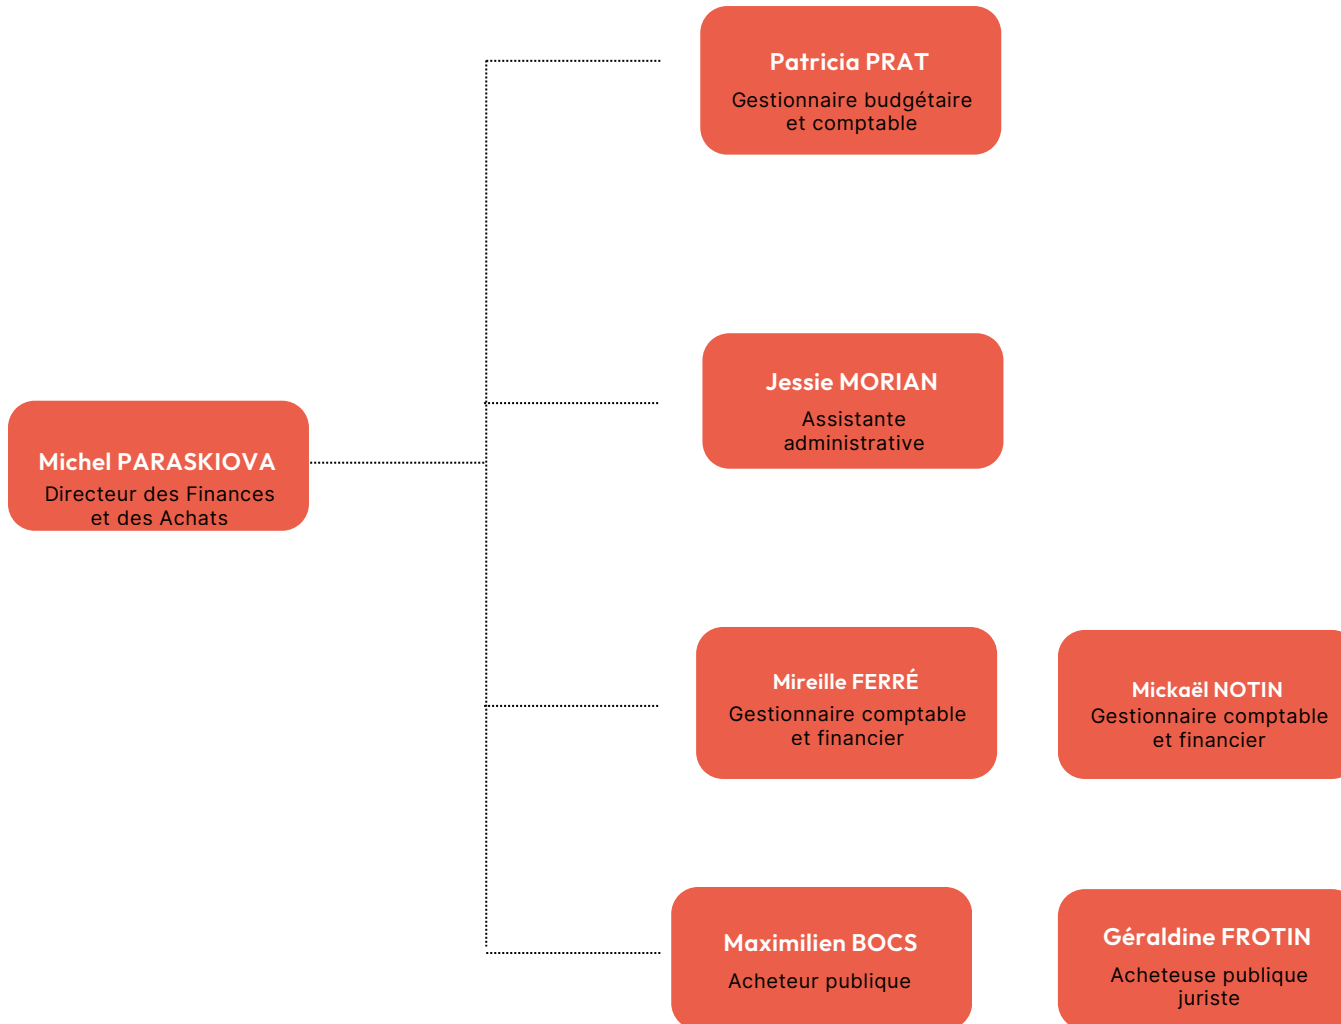 Patricia PRAT
Gestionnaire budgétaire
et comptable
Jessie MORIAN
Assistante
administrative
Michel PARASKIOVA
Directeur des Finances
et des Achats
Mireille FERRÉ
Gestionnaire comptable
et financier
Mickaël NOTIN
Gestionnaire comptable
et financier
Maximilien BOCS
Acheteur publique
Géraldine FROTIN
Acheteuse publique
juriste